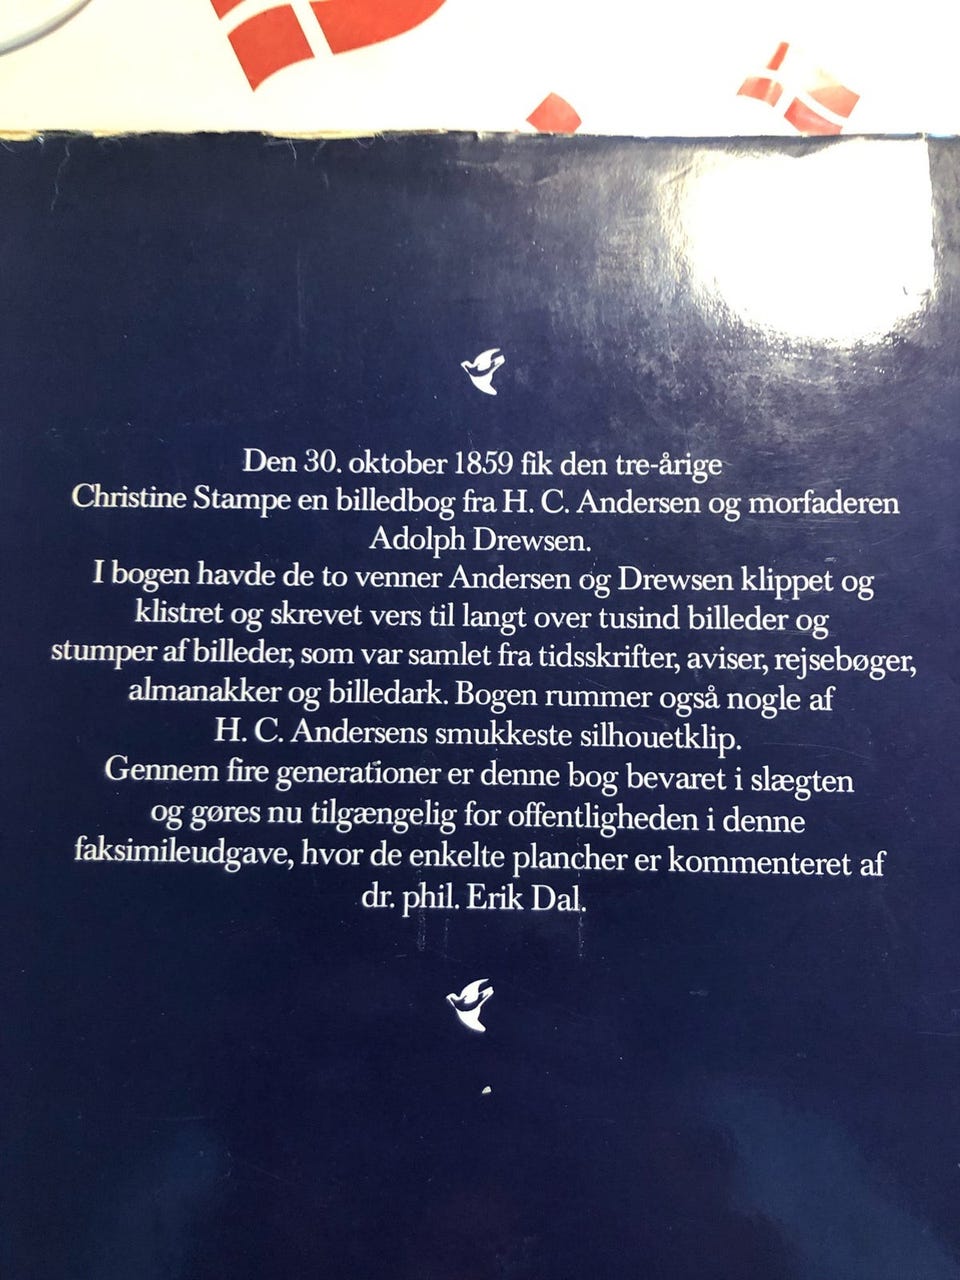 Den 30. oktober 1859 fik den tre-årige
Christine Stampe en billedbog fra H. C. Andersen og morfaderen
Adolph Drewsen.
I bogen havde de to venner Andersen og Drewsen klippet og
klistret og skrevet vers til langt over tusind billeder og
stumper af billeder, som var samlet fra tidsskrifter, aviser, rejsebøger,
almanakker og billedark. Bogen rummer også nogle af
H. C. Andersens smukkeste silhouetklip.
Gennem fire generationer er denne bog bevaret i slægten
og gøres nu tilgængelig for offentligheden i denne
faksimileudgave, hvor de enkelte plancher er kommenteret af
dr. phil. Erik Dal.